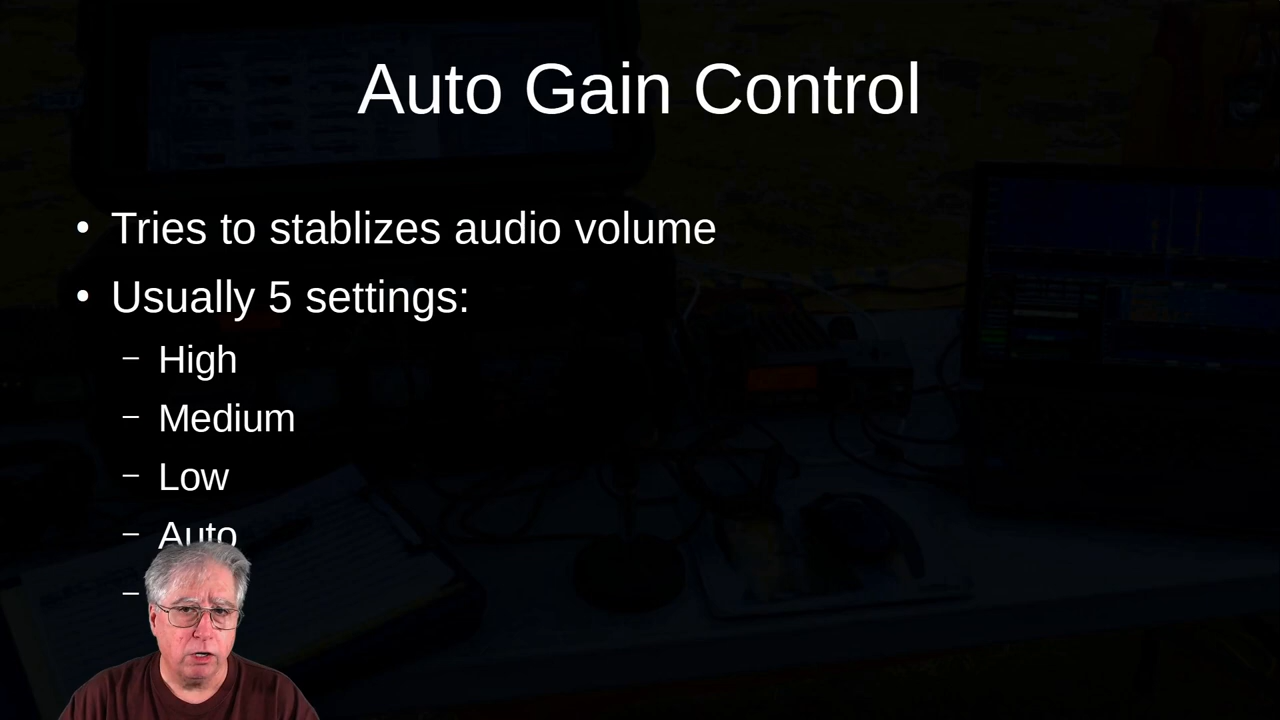 Auto Gain Control
• Tries to stablizes audio volume
• Usually 5 settings:
– High
– Medium
– Low
– Auto
–